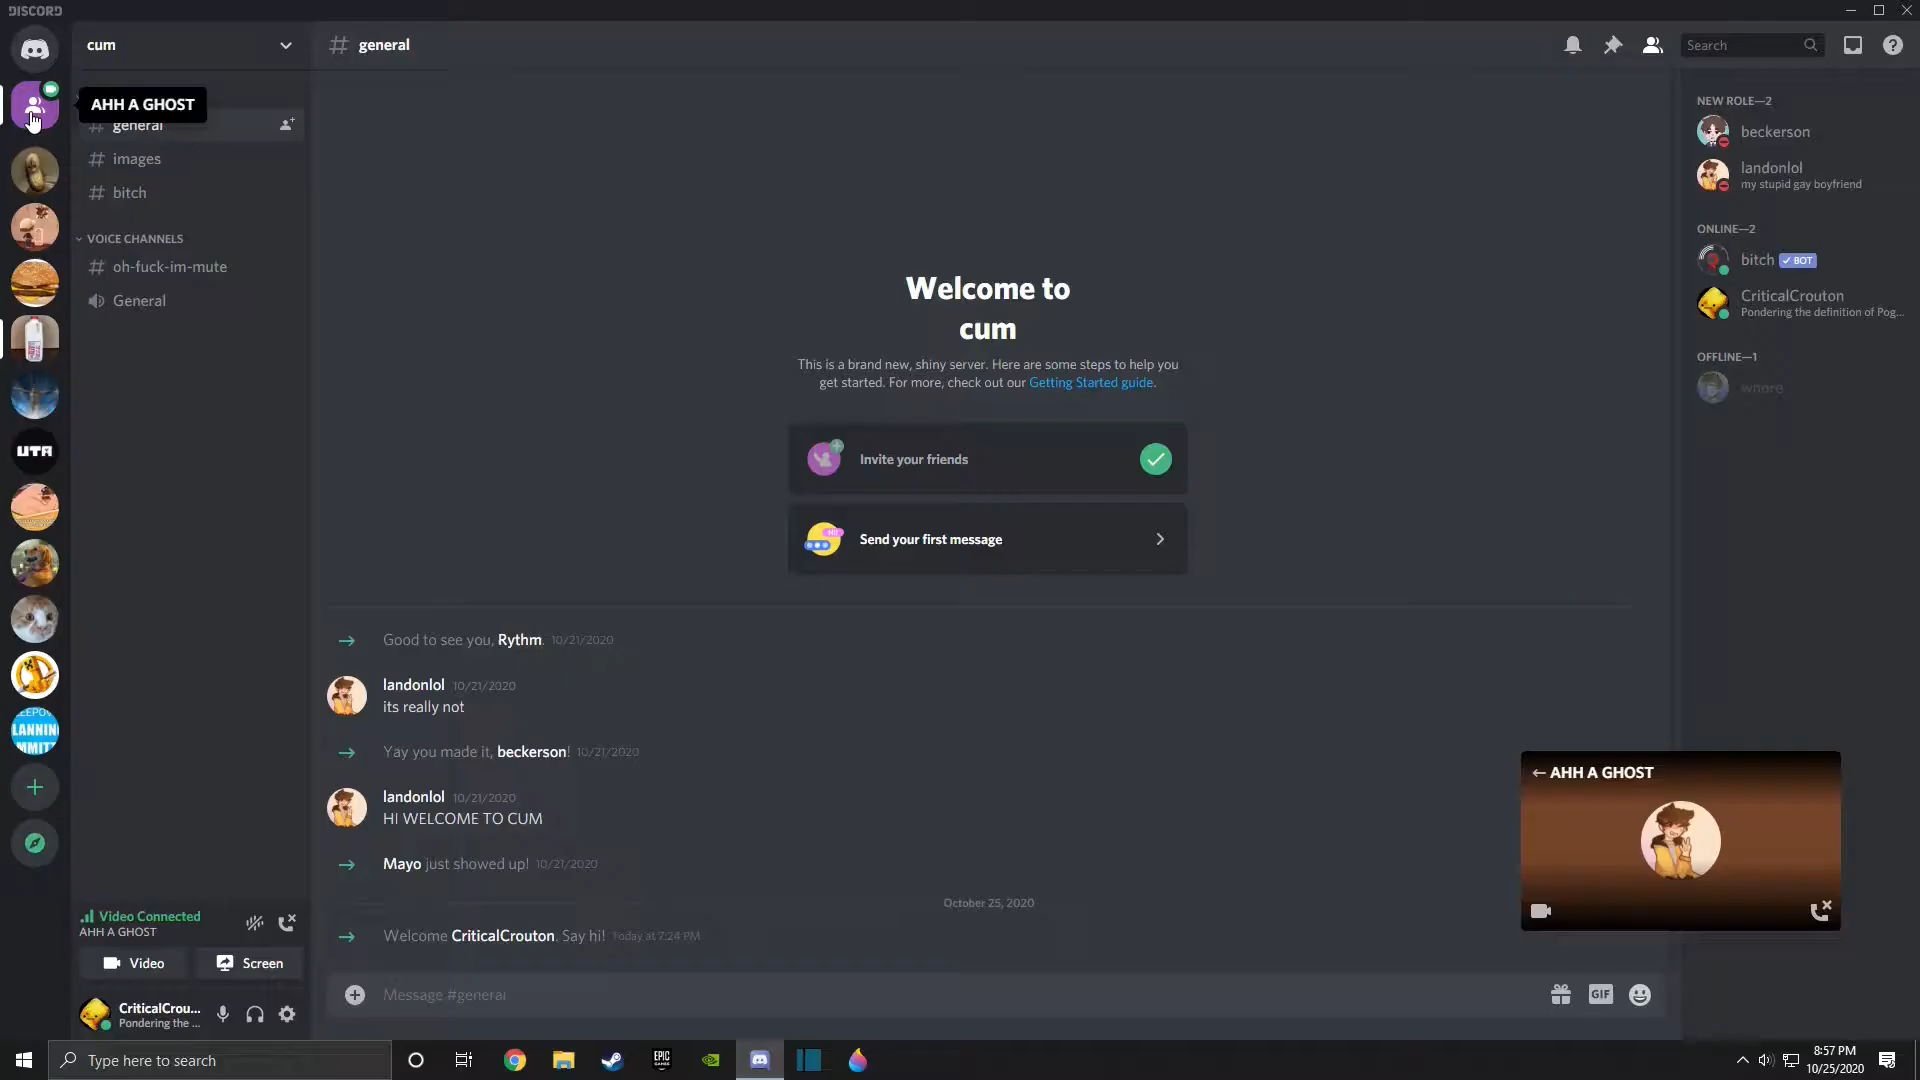 DISCORD
cum
general
Search
AHH A GHOST
general
images
bitch
VOICE CHANNELS
oh-fuck-im-mute
General
UTA
LANNIN
MMIT
Welcome to
cum
This is a brand new, shiny server. Here are some steps to help you
get started. For more, check out our Getting Started guide.
Invite your friends
Send your first message
Good to see you, Rythm. 10/21/2020
landonlol 10/21/2020
its really not
Yay you made it, beckerson! 10/21/2020
landonlol 10/21/2020
HI WELCOME TO CUM
Mayo just showed up! 10/21/2020
October 25, 2020
Welcome CriticalCrouton. Say hi! Today at 7:24 PM
Message #general
GIF
NEW ROLE—2
beckerson
landonlol
my stupid gay boyfriend
ONLINE—2
bitch BOT
CriticalCrouton
Pondering the definition of Pog...
OFFLINE—1
whore
AHH A GHOST
Video Connected
AHH A GHOST
Video Screen
CriticalCrou...
Pondering the ...
Type here to search
EPIC
GAMES
8:57 PM
10/25/2020